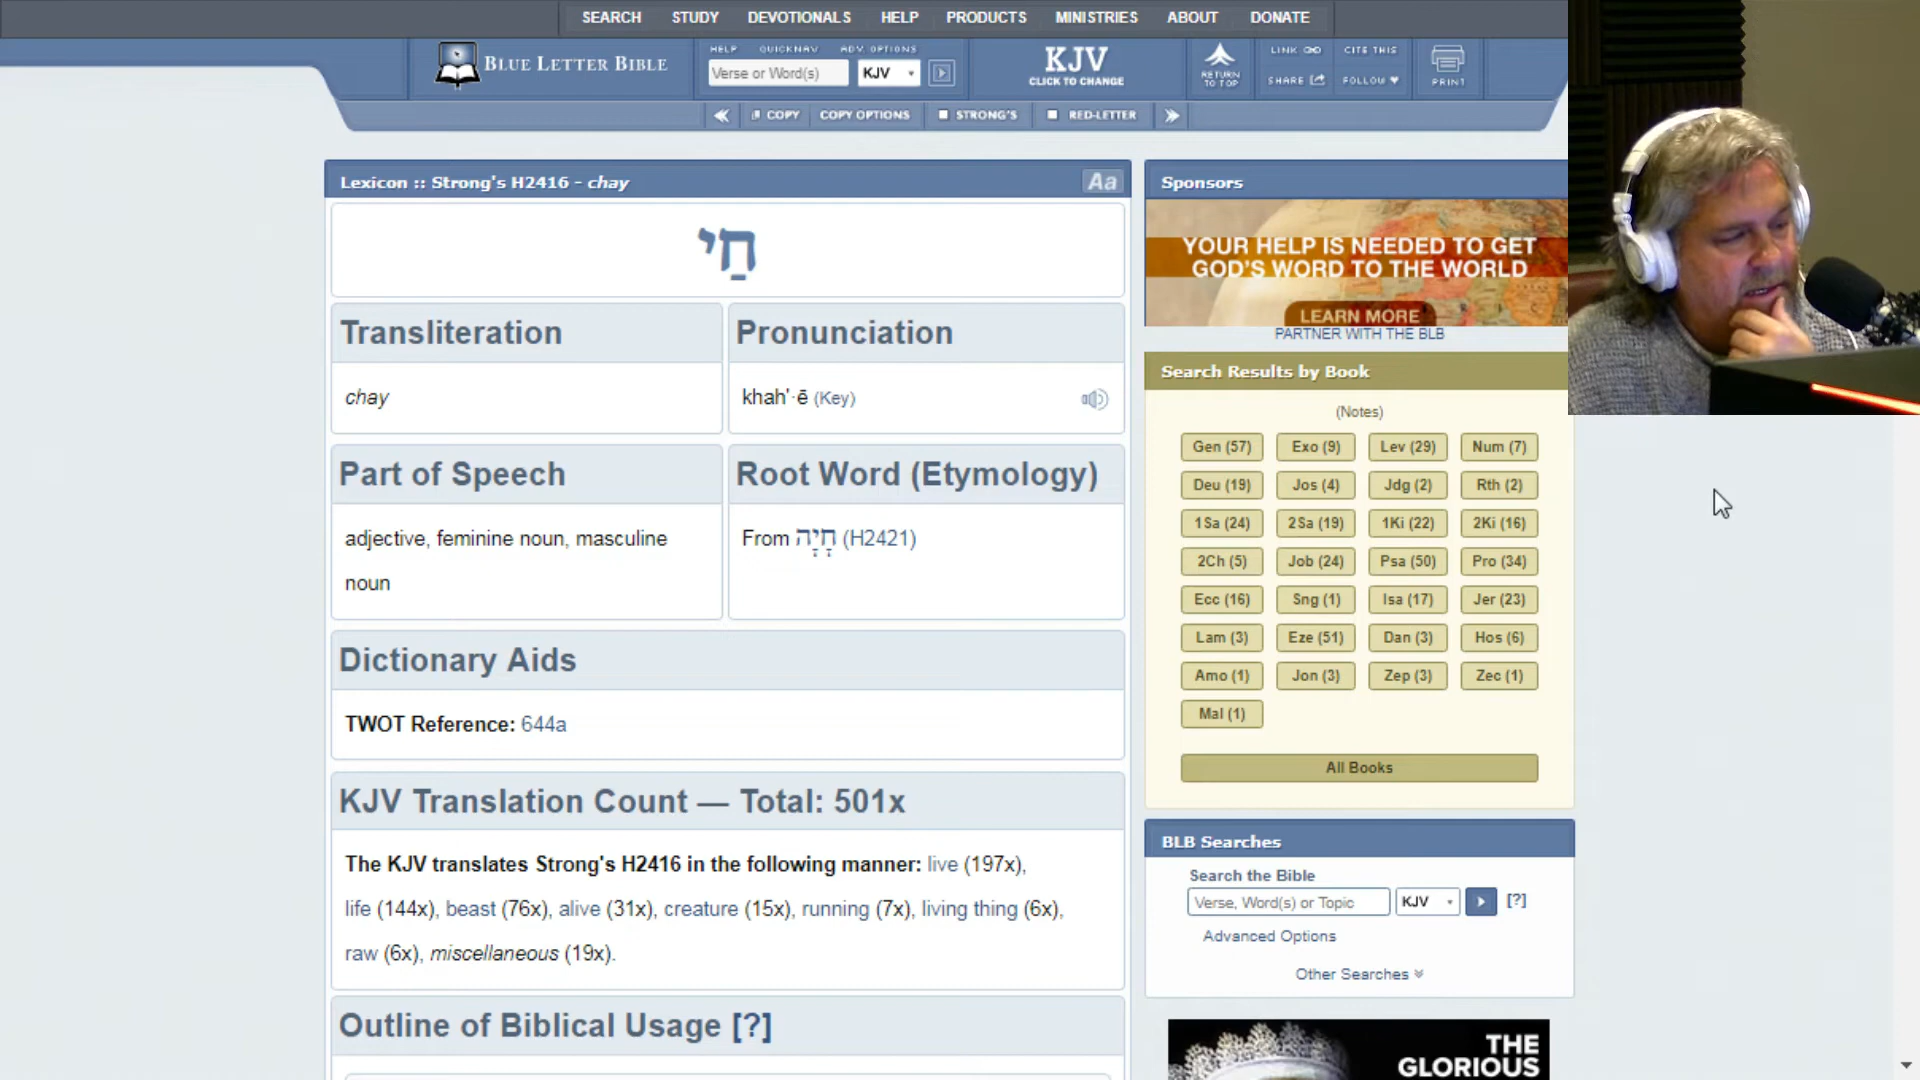 SEARCH STUDY DEVOTIONALS HELP PRODUCTS MINISTRIES ABOUT DONATE
BLUE LETTER BIBLE
HELP QUICKNAV ADV. OPTIONS
Verse or Word(s) KJV
KJV
CLICK TO CHANGE
RETURN
TO TOP
LINK CITE THIS
SHARE FOLLOW
PRINT
COPY COPY OPTIONS STRONG'S RED-LETTER
Lexicon :: Strong's H2416 - chay
Aa
חַי
Transliteration
chay
Pronunciation
khah'·ē (Key)
Part of Speech
adjective, feminine noun, masculine
noun
Root Word (Etymology)
From חָיָה (H2421)
Dictionary Aids
TWOT Reference: 644a
KJV Translation Count — Total: 501x
The KJV translates Strong's H2416 in the following manner: live (197x),
life (144x), beast (76x), alive (31x), creature (15x), running (7x), living thing (6x),
raw (6x), miscellaneous (19x).
Outline of Biblical Usage [?]
Sponsors
YOUR HELP IS NEEDED TO GET
GOD'S WORD TO THE WORLD
LEARN MORE
PARTNER WITH THE BLB
Search Results by Book
(Notes)
Gen (57) Exo (9) Lev (29) Num (7)
Deu (19) Jos (4) Jdg (2) Rth (2)
1Sa (24) 2Sa (19) 1Ki (22) 2Ki (16)
2Ch (5) Job (24) Psa (50) Pro (34)
Ecc (16) Sng (1) Isa (17) Jer (23)
Lam (3) Eze (51) Dan (3) Hos (6)
Amo (1) Jon (3) Zep (3) Zec (1)
Mal (1)
All Books
BLB Searches
Search the Bible
Verse, Word(s) or Topic KJV [?]
Advanced Options
Other Searches
THE
GLORIOUS